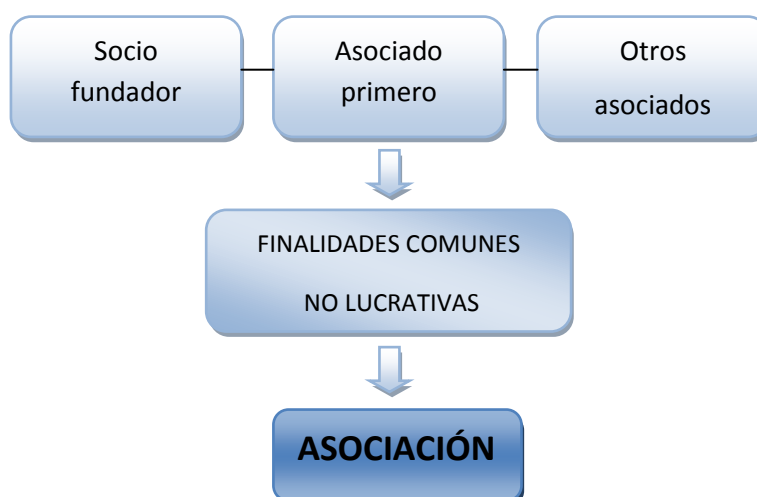 Socio
fundador
Asociado
primero
Otros
asociados
FINALIDADES COMUNES
NO LUCRATIVAS
ASOCIACIÓN